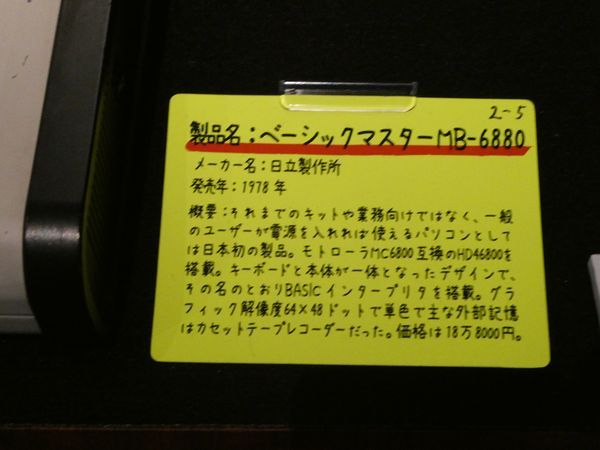 2-5
製品名：ベーシックマスターMB-6880
メーカー名：日立製作所
発売年：1978年
概要：それまでのキットや業務向けではなく、一般
のユーザーが電源を入れれば使えるパソコンとして
は日本初の製品。モトローラMC6800互換のHD46800を
搭載。キーボードと本体が一体となったデザインで、
その名のとおりBASICインタープリタを搭載。グラ
フィック解像度64×48ドットで単色で主な外部記憶
はカセットテープレコーダーだった。価格は18万8000円。